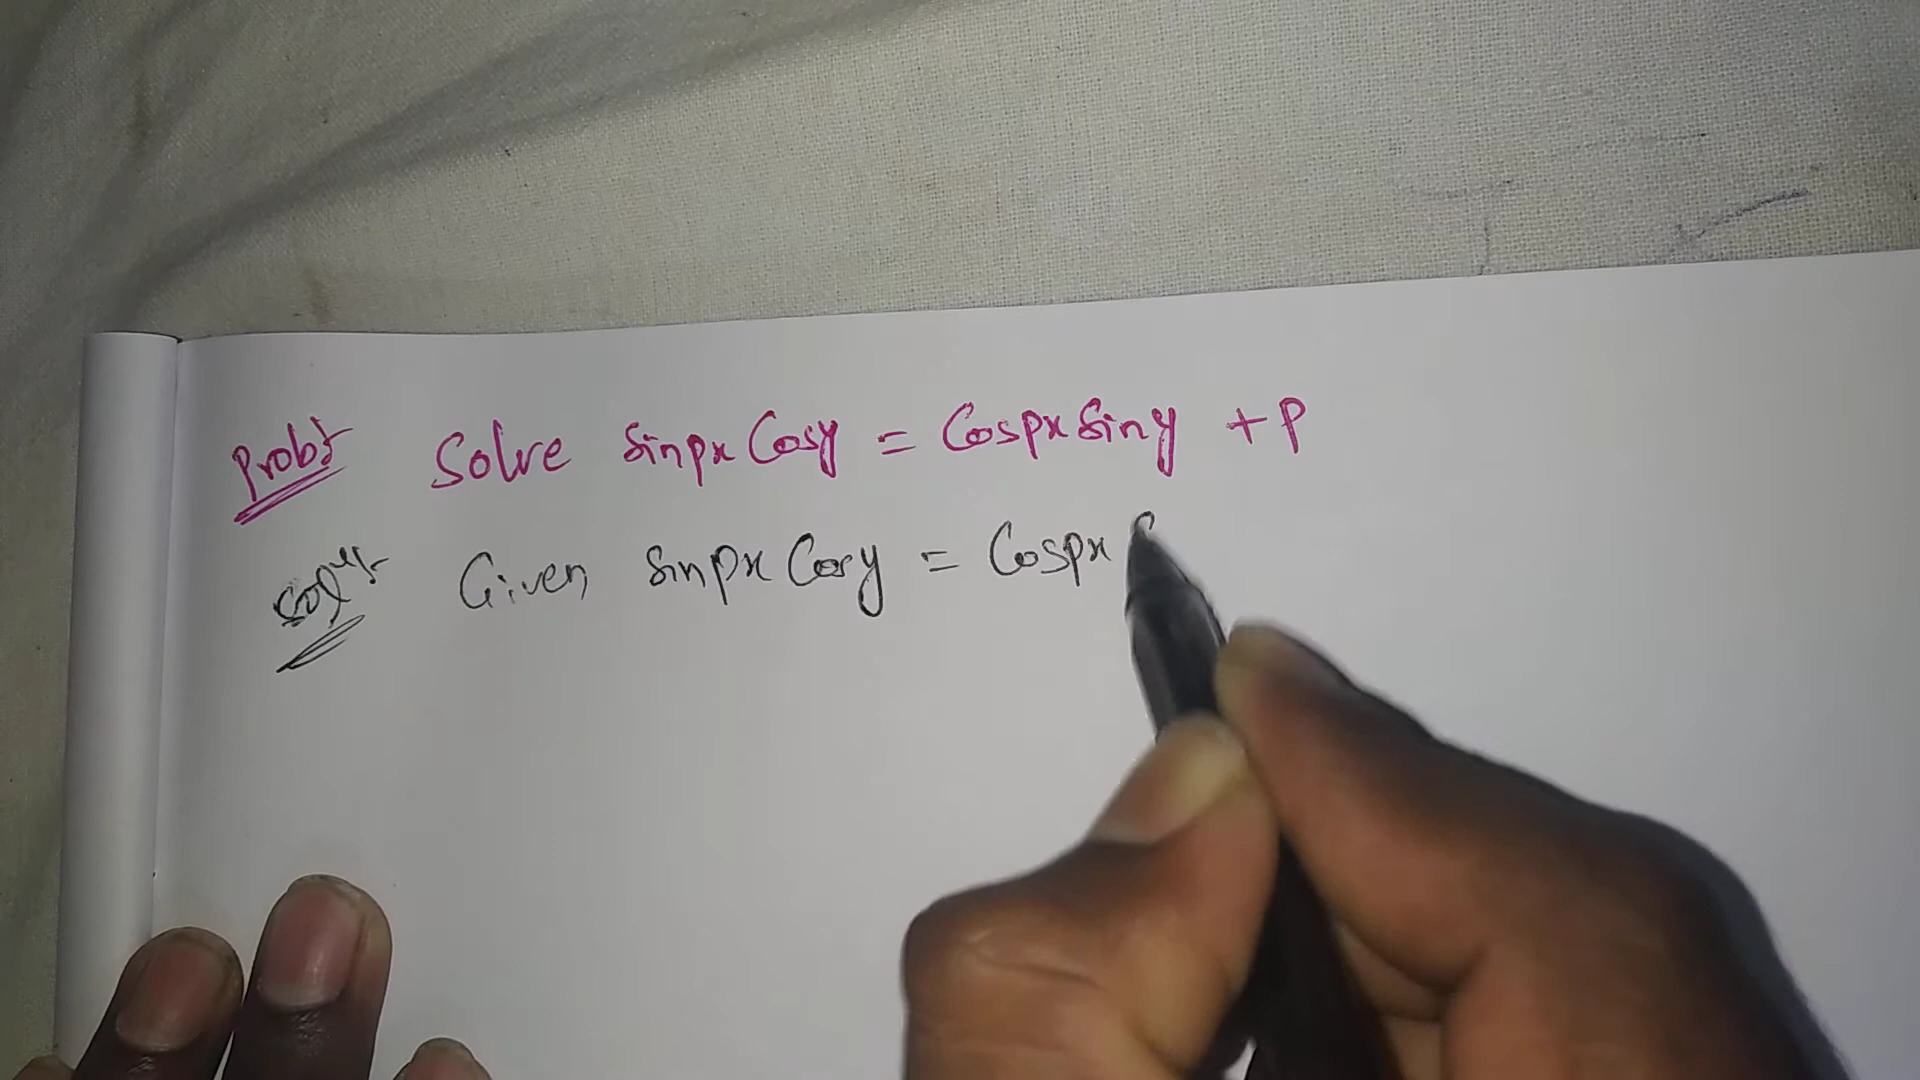 Prob:- Solve sinpx Cosy = Cospx Siny + P
Sol:- Given Sinpx Cosy = Cospx S